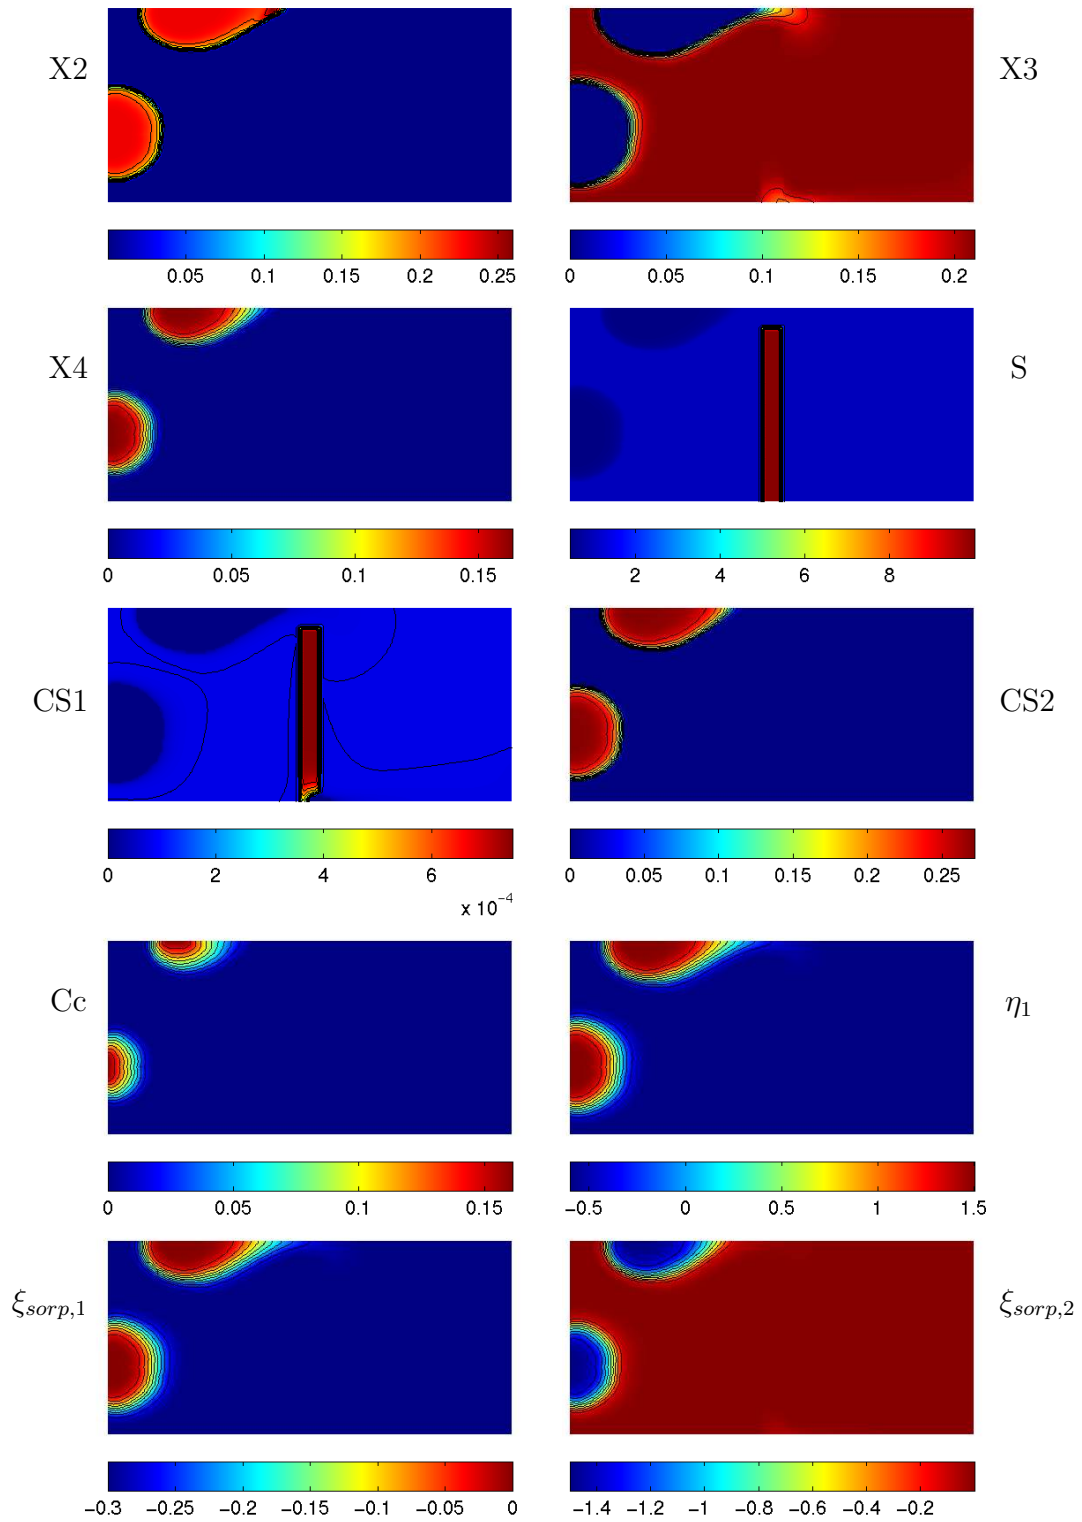 X2
X3
0.05 0.1 0.15 0.2 0.25
0 0.05 0.1 0.15 0.2
X4
S
0 0.05 0.1 0.15
2 4 6 8
CS1
CS2
0 2 4 6
x 10⁻⁴
0 0.05 0.1 0.15 0.2 0.25
Cc
η₁
0 0.05 0.1 0.15
−0.5 0 0.5 1 1.5
ξsorp,1
ξsorp,2
−0.3 −0.25 −0.2 −0.15 −0.1 −0.05 0
−1.4 −1.2 −1 −0.8 −0.6 −0.4 −0.2